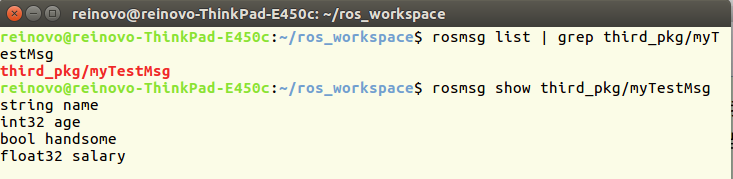 reinovo@reinovo-ThinkPad-E450c: ~/ros_workspace
reinovo@reinovo-ThinkPad-E450c:~/ros_workspace$ rosmsg list | grep third_pkg/myT
estMsg
third_pkg/myTestMsg
reinovo@reinovo-ThinkPad-E450c:~/ros_workspace$ rosmsg show third_pkg/myTestMsg
string name
int32 age
bool handsome
float32 salary